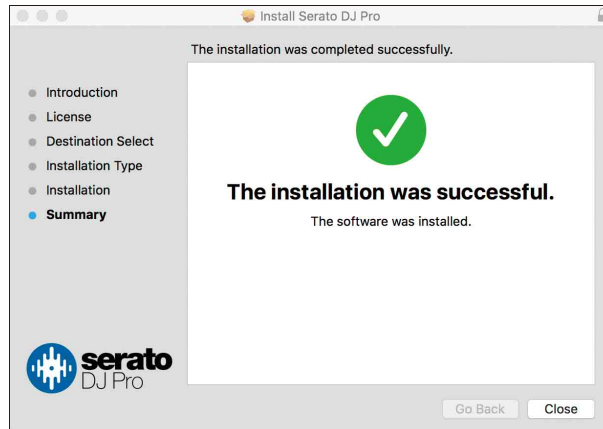 Install Serato DJ Pro
The installation was completed successfully.
Introduction
License
Destination Select
Installation Type
Installation
Summary
The installation was successful.
The software was installed.
serato
DJ Pro
Go Back
Close